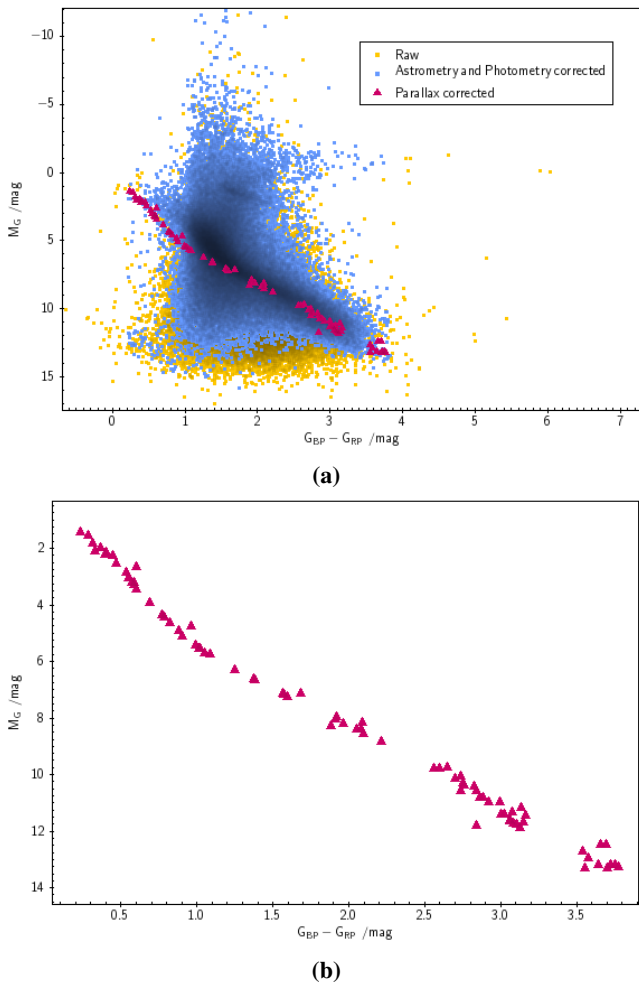 −10
−5
0
5
10
15
M_G /mag
Raw
Astrometry and Photometry corrected
Parallax corrected
0 1 2 3 4 5 6 7
G_BP − G_RP /mag
(a)
2
4
6
8
10
12
14
M_G /mag
0.5 1.0 1.5 2.0 2.5 3.0 3.5
G_BP − G_RP /mag
(b)